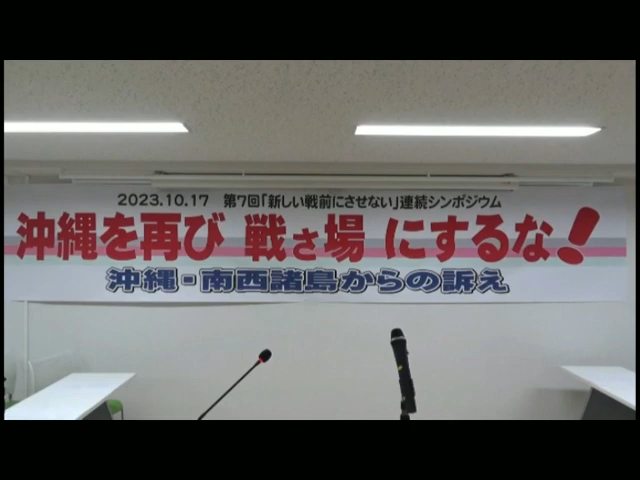 2023.10.17 第7回「新しい戦前にさせない」連続シンポジウム
沖縄を再び 戦さ場 にするな!
沖縄・南西諸島からの訴え